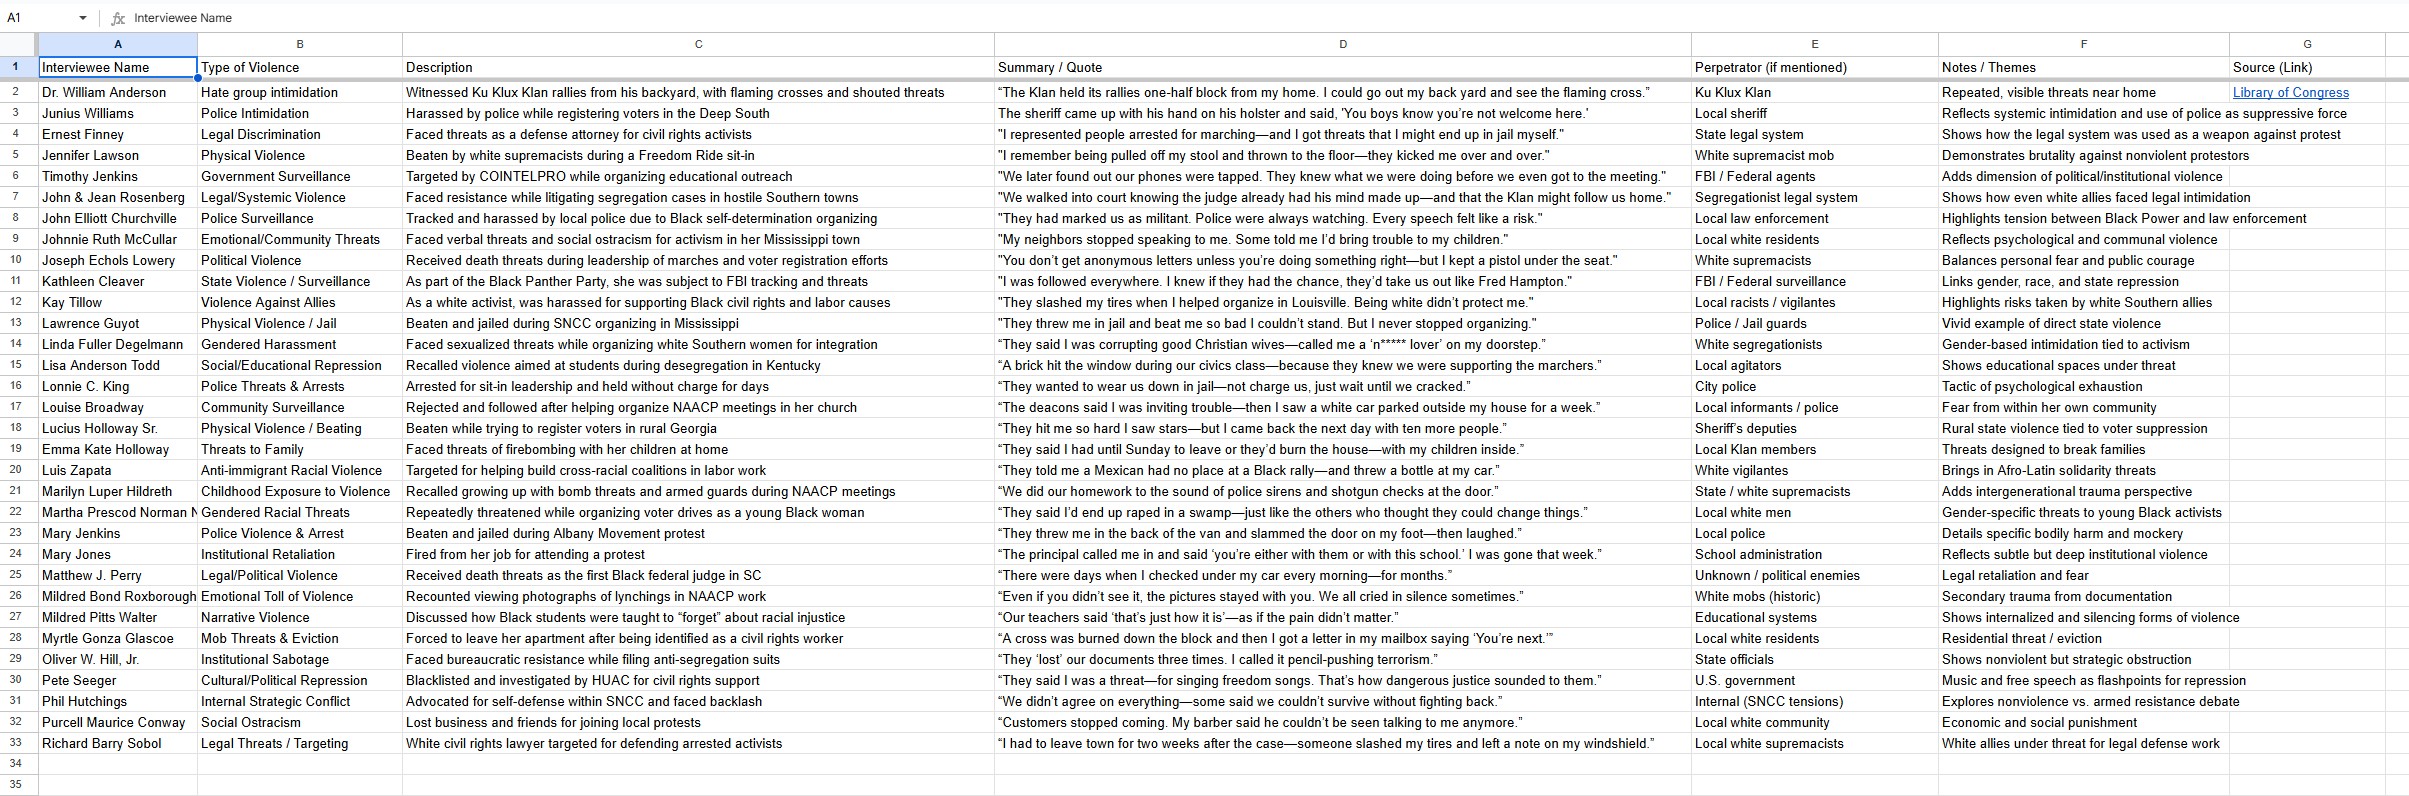 A1 fx Interviewee Name
A B C D E F G
1 Interviewee Name Type of Violence Description Summary / Quote Perpetrator (if mentioned) Notes / Themes Source (Link)
2 Dr. William Anderson Hate group intimidation Witnessed Ku Klux Klan rallies from his backyard, with flaming crosses and shouted threats “The Klan held its rallies one-half block from my home. I could go out my back yard and see the flaming cross.” Ku Klux Klan Repeated, visible threats near home Library of Congress
3 Junius Williams Police Intimidation Harassed by police while registering voters in the Deep South The sheriff came up with his hand on his holster and said, 'You boys know you’re not welcome here.' Local sheriff Reflects systemic intimidation and use of police as suppressive force
4 Ernest Finney Legal Discrimination Faced threats as a defense attorney for civil rights activists "I represented people arrested for marching—and I got threats that I might end up in jail myself." State legal system Shows how the legal system was used as a weapon against protest
5 Jennifer Lawson Physical Violence Beaten by white supremacists during a Freedom Ride sit-in "I remember being pulled off my stool and thrown to the floor—they kicked me over and over." White supremacist mob Demonstrates brutality against nonviolent protestors
6 Timothy Jenkins Government Surveillance Targeted by COINTELPRO while organizing educational outreach "We later found out our phones were tapped. They knew what we were doing before we even got to the meeting." FBI / Federal agents Adds dimension of political/institutional violence
7 John & Jean Rosenberg Legal/Systemic Violence Faced resistance while litigating segregation cases in hostile Southern towns "We walked into court knowing the judge already had his mind made up—and that the Klan might follow us home." Segregationist legal system Shows how even white allies faced legal intimidation
8 John Elliott Churchville Police Surveillance Tracked and harassed by local police due to Black self-determination organizing "They had marked us as militant. Police were always watching. Every speech felt like a risk." Local law enforcement Highlights tension between Black Power and law enforcement
9 Johnnie Ruth McCullar Emotional/Community Threats Faced verbal threats and social ostracism for activism in her Mississippi town "My neighbors stopped speaking to me. Some told me I’d bring trouble to my children." Local white residents Reflects psychological and communal violence
10 Joseph Echols Lowery Political Violence Received death threats during leadership of marches and voter registration efforts "You don’t get anonymous letters unless you’re doing something right—but I kept a pistol under the seat." White supremacists Balances personal fear and public courage
11 Kathleen Cleaver State Violence / Surveillance As part of the Black Panther Party, she was subject to FBI tracking and threats "I was followed everywhere. I knew if they had the chance, they’d take us out like Fred Hampton." FBI / Federal surveillance Links gender, race, and state repression
12 Kay Tillow Violence Against Allies As a white activist, was harassed for supporting Black civil rights and labor causes "They slashed my tires when I helped organize in Louisville. Being white didn’t protect me." Local racists / vigilantes Highlights risks taken by white Southern allies
13 Lawrence Guyot Physical Violence / Jail Beaten and jailed during SNCC organizing in Mississippi "They threw me in jail and beat me so bad I couldn’t stand. But I never stopped organizing." Police / Jail guards Vivid example of direct state violence
14 Linda Fuller Degelmann Gendered Harassment Faced sexualized threats while organizing white Southern women for integration “They said I was corrupting good Christian wives—called me a ‘n***** lover’ on my doorstep.” White segregationists Gender-based intimidation tied to activism
15 Lisa Anderson Todd Social/Educational Repression Recalled violence aimed at students during desegregation in Kentucky “A brick hit the window during our civics class—because they knew we were supporting the marchers.” Local agitators Shows educational spaces under threat
16 Lonnie C. King Police Threats & Arrests Arrested for sit-in leadership and held without charge for days “They wanted to wear us down in jail—not charge us, just wait until we cracked.” City police Tactic of psychological exhaustion
17 Louise Broadway Community Surveillance Rejected and followed after helping organize NAACP meetings in her church “The deacons said I was inviting trouble—then I saw a white car parked outside my house for a week.” Local informants / police Fear from within her own community
18 Lucius Holloway Sr. Physical Violence / Beating Beaten while trying to register voters in rural Georgia “They hit me so hard I saw stars—but I came back the next day with ten more people.” Sheriff’s deputies Rural state violence tied to voter suppression
19 Emma Kate Holloway Threats to Family Faced threats of firebombing with her children at home “They said I had until Sunday to leave or they’d burn the house—with my children inside.” Local Klan members Threats designed to break families
20 Luis Zapata Anti-immigrant Racial Violence Targeted for helping build cross-racial coalitions in labor work “They told me a Mexican had no place at a Black rally—and threw a bottle at my car.” White vigilantes Brings in Afro-Latin solidarity threats
21 Marilyn Luper Hildreth Childhood Exposure to Violence Recalled growing up with bomb threats and armed guards during NAACP meetings “We did our homework to the sound of police sirens and shotgun checks at the door.” State / white supremacists Adds intergenerational trauma perspective
22 Martha Prescod Norman N Gendered Racial Threats Repeatedly threatened while organizing voter drives as a young Black woman “They said I’d end up raped in a swamp—just like the others who thought they could change things.” Local white men Gender-specific threats to young Black activists
23 Mary Jenkins Police Violence & Arrest Beaten and jailed during Albany Movement protest “They threw me in the back of the van and slammed the door on my foot—then laughed.” Local police Details specific bodily harm and mockery
24 Mary Jones Institutional Retaliation Fired from her job for attending a protest “The principal called me in and said ‘you’re either with them or with this school.’ I was gone that week.” School administration Reflects subtle but deep institutional violence
25 Matthew J. Perry Legal/Political Violence Received death threats as the first Black federal judge in SC “There were days when I checked under my car every morning—for months.” Unknown / political enemies Legal retaliation and fear
26 Mildred Bond Roxborough Emotional Toll of Violence Recounted viewing photographs of lynchings in NAACP work “Even if you didn’t see it, the pictures stayed with you. We all cried in silence sometimes.” White mobs (historic) Secondary trauma from documentation
27 Mildred Pitts Walter Narrative Violence Discussed how Black students were taught to “forget” about racial injustice “Our teachers said ‘that’s just how it is’—as if the pain didn’t matter.” Educational systems Shows internalized and silencing forms of violence
28 Myrtle Gonza Glascoe Mob Threats & Eviction Forced to leave her apartment after being identified as a civil rights worker “A cross was burned down the block and then I got a letter in my mailbox saying ‘You’re next.’” Local white residents Residential threat / eviction
29 Oliver W. Hill, Jr. Institutional Sabotage Faced bureaucratic resistance while filing anti-segregation suits “They ‘lost’ our documents three times. I called it pencil-pushing terrorism.” State officials Shows nonviolent but strategic obstruction
30 Pete Seeger Cultural/Political Repression Blacklisted and investigated by HUAC for civil rights support “They said I was a threat—for singing freedom songs. That’s how dangerous justice sounded to them.” U.S. government Music and free speech as flashpoints for repression
31 Phil Hutchings Internal Strategic Conflict Advocated for self-defense within SNCC and faced backlash “We didn’t agree on everything—some said we couldn’t survive without fighting back.” Internal (SNCC tensions) Explores nonviolence vs. armed resistance debate
32 Purcell Maurice Conway Social Ostracism Lost business and friends for joining local protests “Customers stopped coming. My barber said he couldn’t be seen talking to me anymore.” Local white community Economic and social punishment
33 Richard Barry Sobol Legal Threats / Targeting White civil rights lawyer targeted for defending arrested activists “I had to leave town for two weeks after the case—someone slashed my tires and left a note on my windshield.” Local white supremacists White allies under threat for legal defense work
34
35